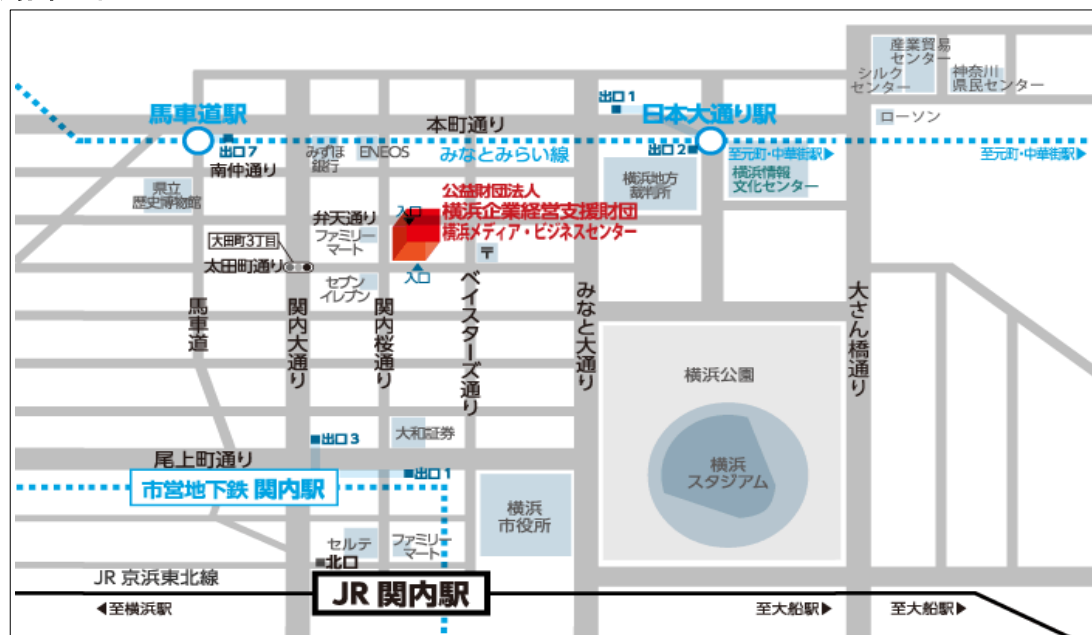 産業貿易
センター
シルク
センター
神奈川
県民センター
出口1
馬車道駅
日本大通り駅
ローソン
本町通り
出口7
みずほ
銀行
ENEOS
みなとみらい線
出口2
至元町・中華街駅▶
至元町・中華街駅▶
南仲通り
横浜地方
裁判所
横浜情報
文化センター
県立
歴史博物館
公益財団法人
弁天通り
入口
横浜企業経営支援財団
ファミリー
マート
横浜メディア・ビジネスセンター
大田町3丁目
〒
太田町通り
セブン
イレブン
入口
馬車道
関内大通り
関内桜通り
ベイスターズ通り
みなと大通り
大さん橋通り
横浜公園
出口3
大和証券
尾上町通り
出口1
横浜
スタジアム
市営地下鉄 関内駅
横浜
市役所
セルテ
ファミリー
マート
北口
JR 京浜東北線
JR 関内駅
◀至横浜駅
至大船駅▶
至大船駅▶